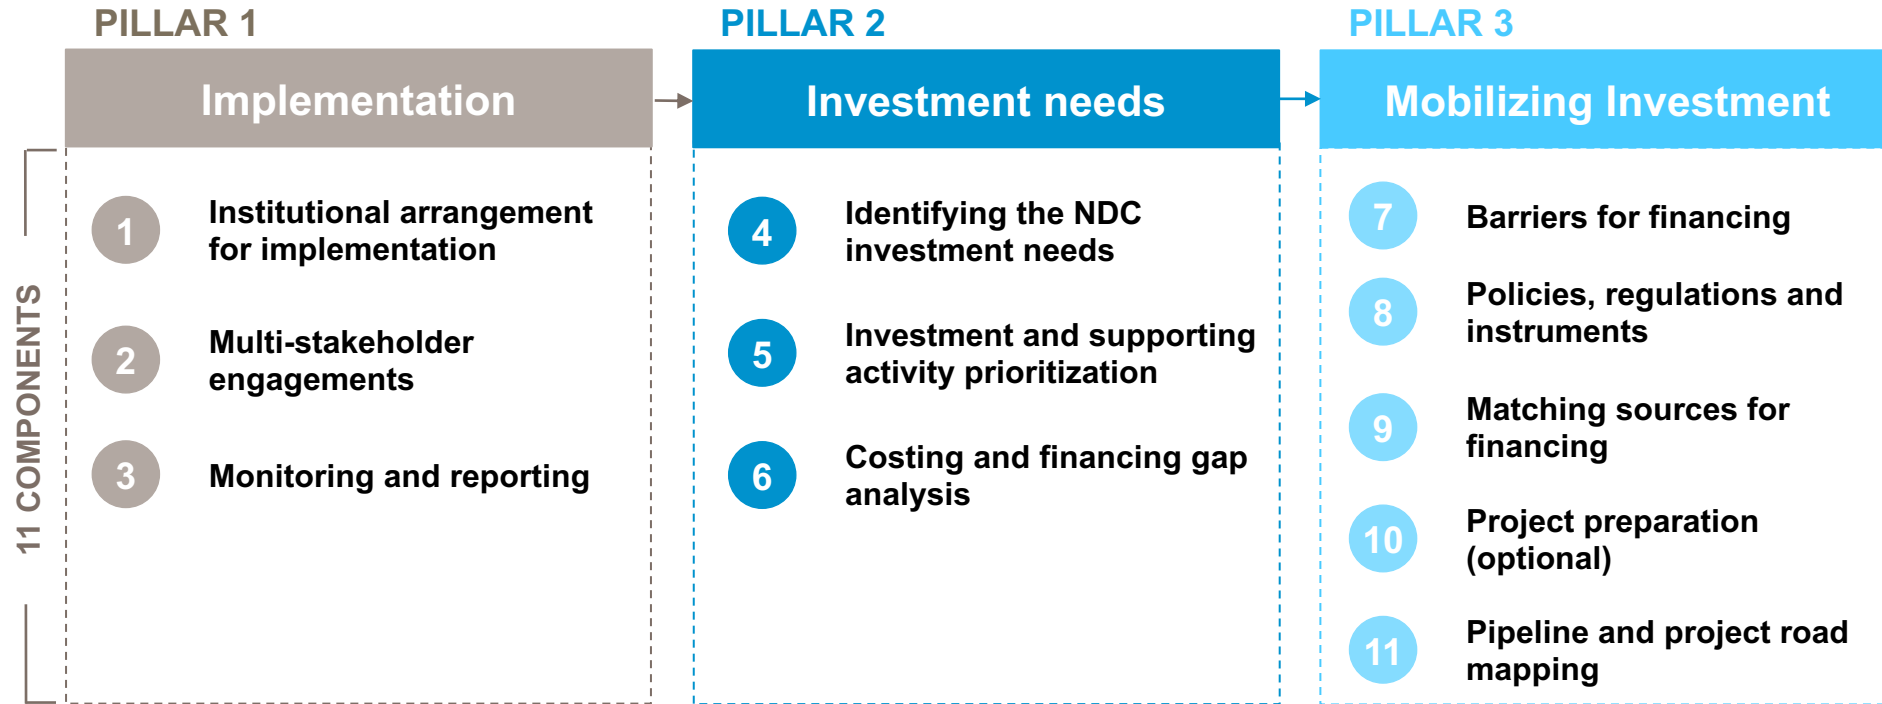 PILLAR 1
Implementation
11 COMPONENTS
1
Institutional arrangement
for implementation
2
Multi-stakeholder
engagements
3
Monitoring and reporting
PILLAR 2
Investment needs
4
Identifying the NDC
investment needs
5
Investment and supporting
activity prioritization
6
Costing and financing gap
analysis
PILLAR 3
Mobilizing Investment
7
Barriers for financing
8
Policies, regulations and
instruments
9
Matching sources for
financing
10
Project preparation
(optional)
11
Pipeline and project road
mapping